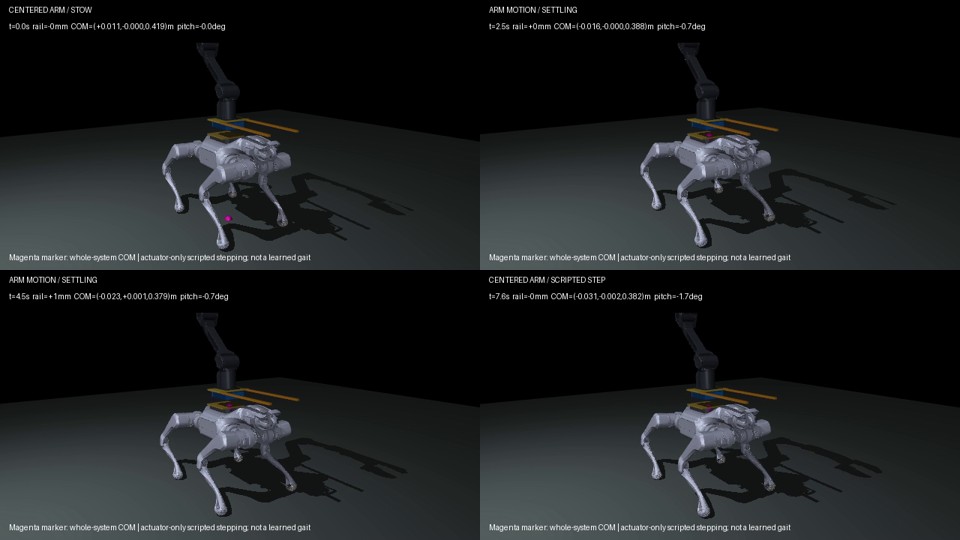 CENTERED ARM / STOW
t=0.0s rail=-0mm COM=(+0.011,-0.000,0.419)m pitch=-0.0deg
Magenta marker: whole-system COM | actuator-only scripted stepping; not a learned gait
ARM MOTION / SETTLING
t=2.5s rail=+0mm COM=(-0.016,-0.000,0.388)m pitch=-0.7deg
Magenta marker: whole-system COM | actuator-only scripted stepping; not a learned gait
ARM MOTION / SETTLING
t=4.5s rail=+1mm COM=(-0.023,+0.001,0.379)m pitch=-0.7deg
Magenta marker: whole-system COM | actuator-only scripted stepping; not a learned gait
CENTERED ARM / SCRIPTED STEP
t=7.6s rail=-0mm COM=(-0.031,-0.002,0.382)m pitch=-1.7deg
Magenta marker: whole-system COM | actuator-only scripted stepping; not a learned gait